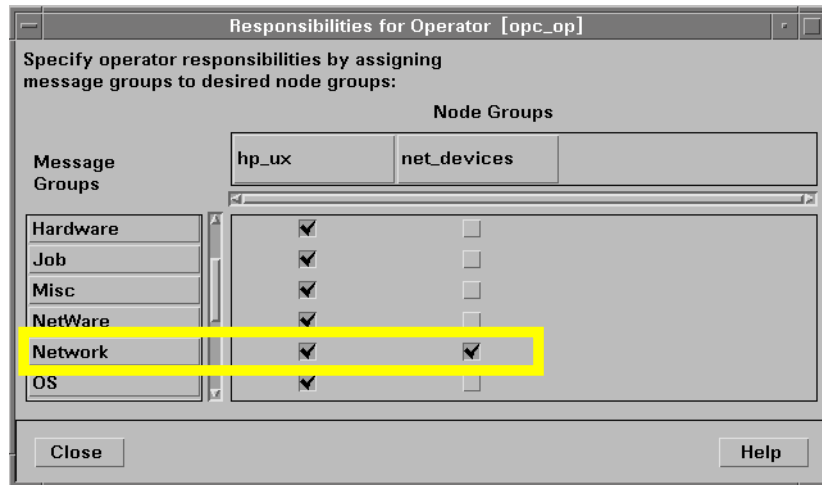 Responsibilities for Operator [opc_op]
Specify operator responsibilities by assigning
message groups to desired node groups:
Node Groups
Message
Groups
hp_ux
net_devices
Hardware
Job
Misc
NetWare
Network
OS
Close
Help